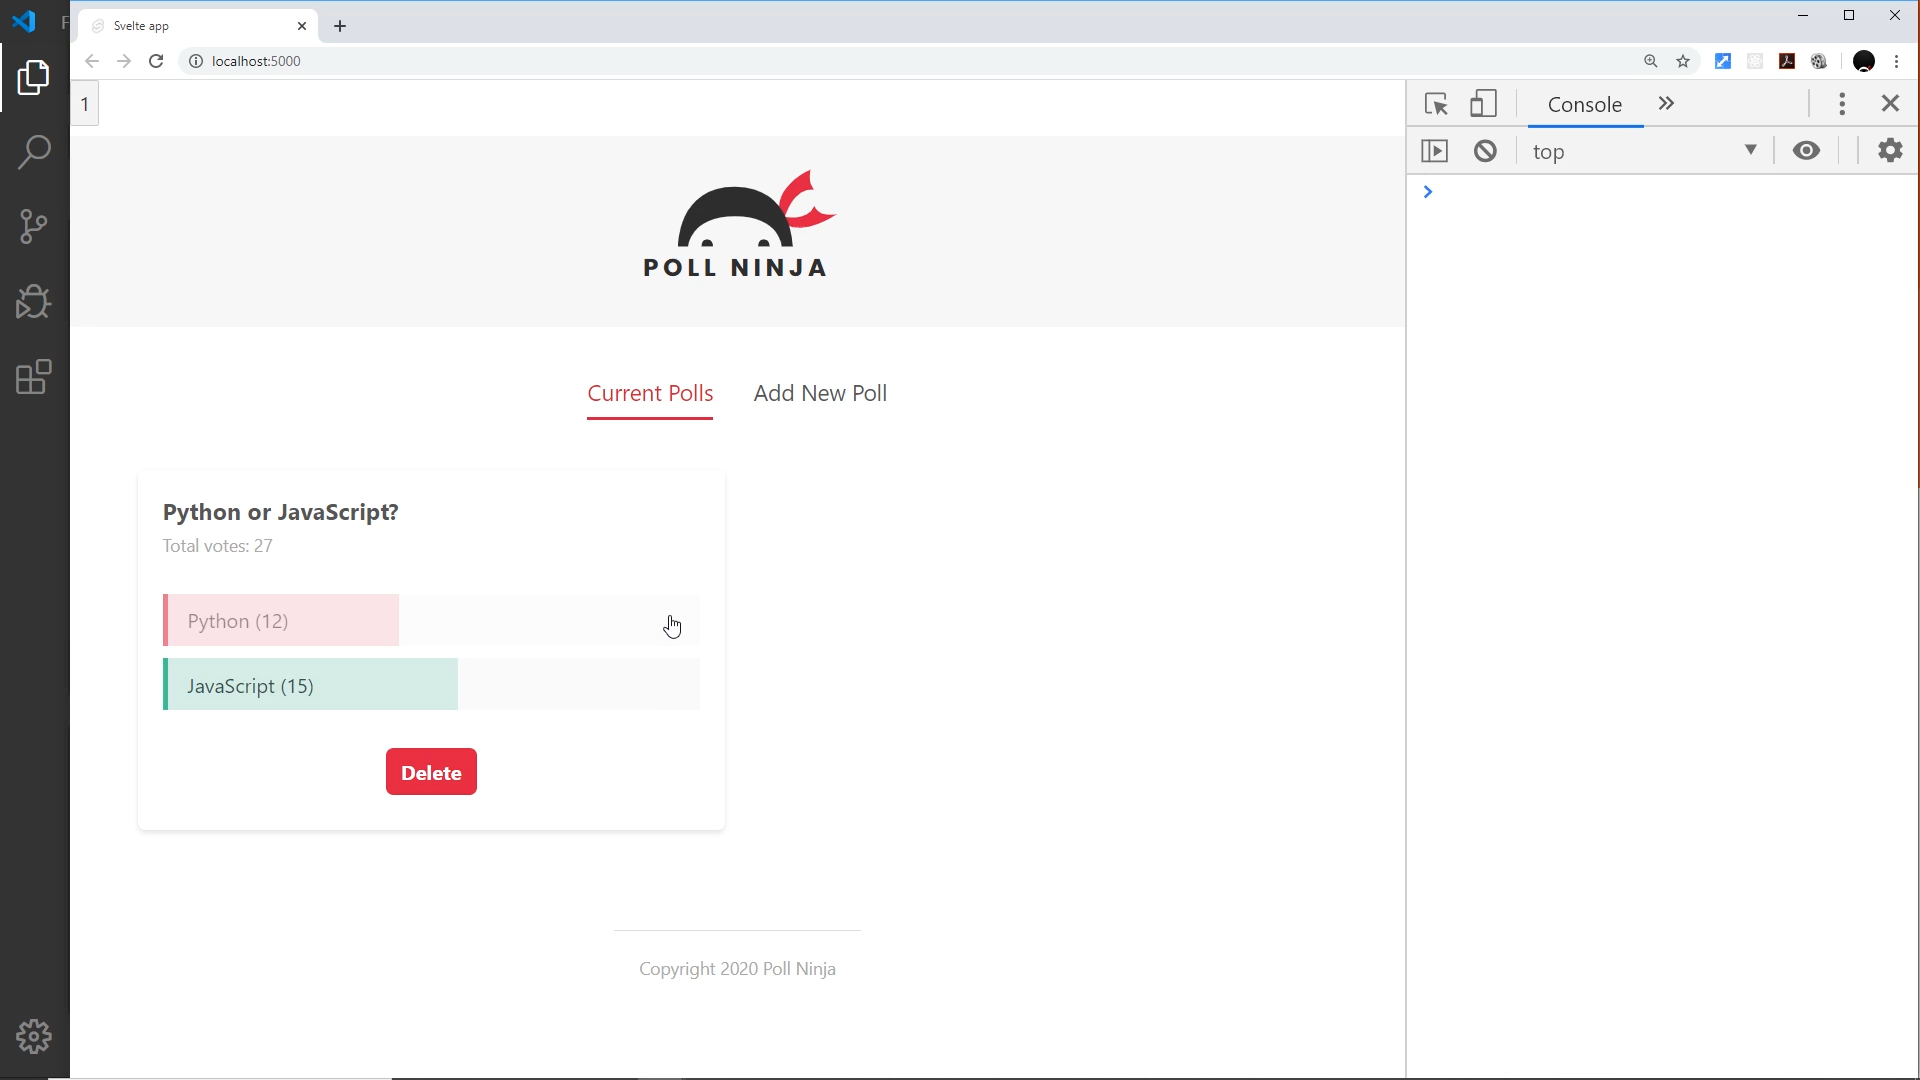 F
Svelte app
localhost:5000
1
Console
top
POLL NINJA
Current Polls
Add New Poll
Python or JavaScript?
Total votes: 27
Python (12)
JavaScript (15)
Delete
Copyright 2020 Poll Ninja